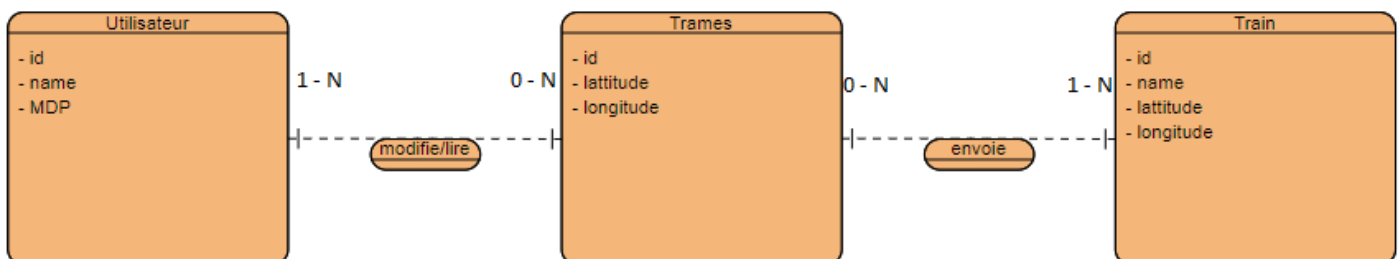 Utilisateur
- id
- name
- MDP
1 - N
modifie/lire
0 - N
Trames
- id
- lattitude
- longitude
0 - N
envoie
1 - N
Train
- id
- name
- lattitude
- longitude